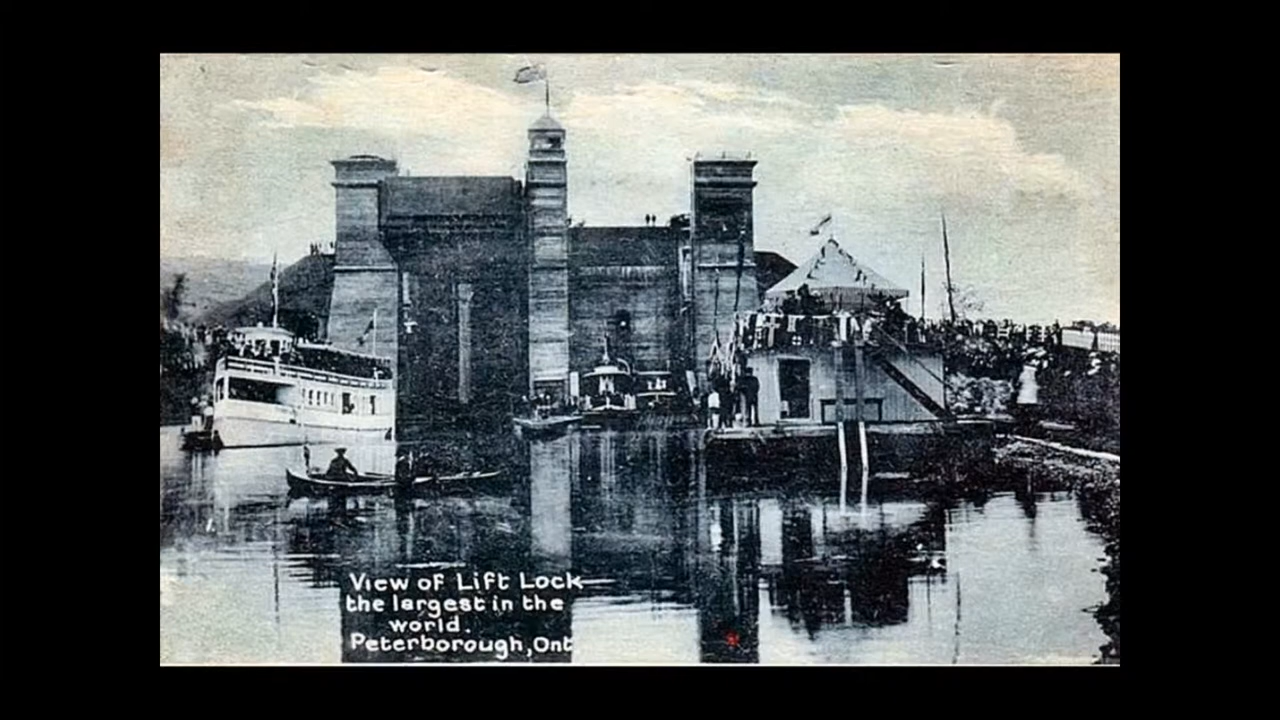 View of Lift Lock
the largest in the
world.
Peterborough, Ont